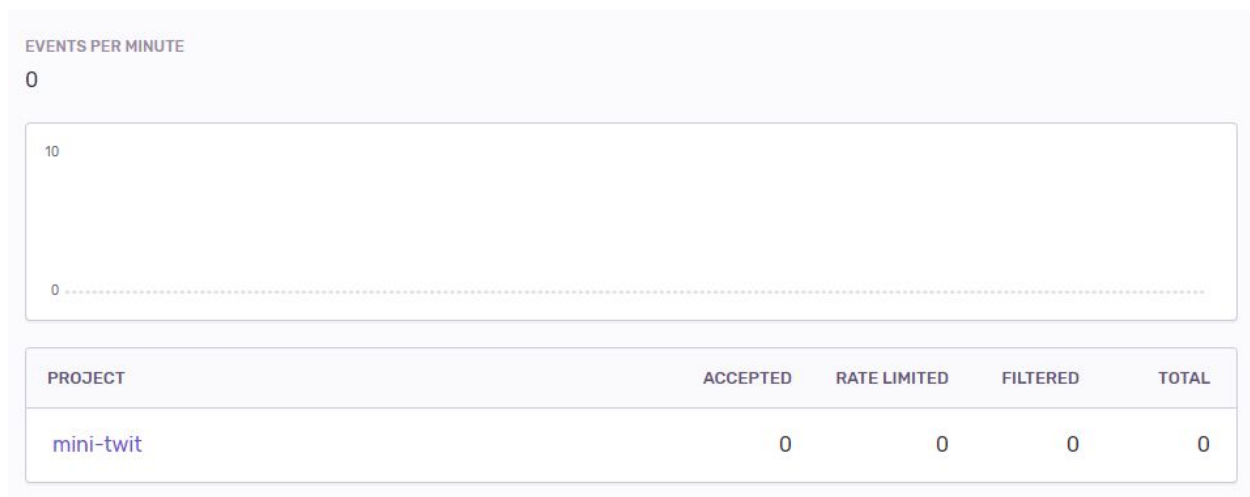 EVENTS PER MINUTE
0
10
0
PROJECT ACCEPTED RATE LIMITED FILTERED TOTAL
mini-twit 0 0 0 0